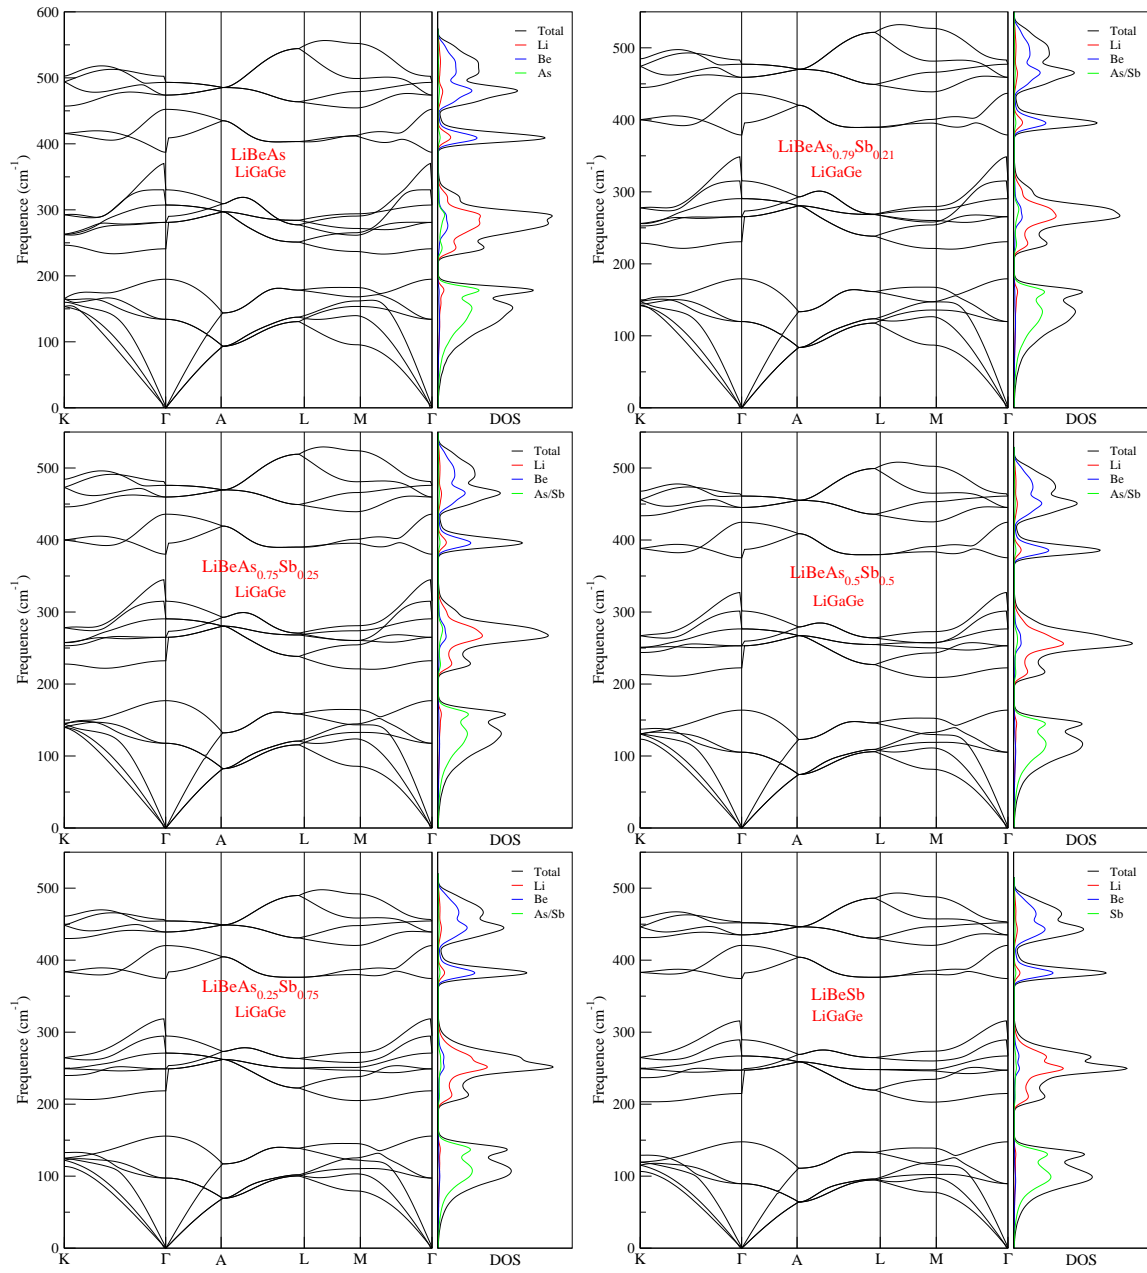 600
500
400
300
200
100
0
Frequence (cm⁻¹)
LiBeAs
LiGaGe
Total
Li
Be
As
K Γ A L M Γ DOS
500
400
300
200
100
0
Frequence (cm⁻¹)
LiBeAs₀.₇₉Sb₀.₂₁
LiGaGe
Total
Li
Be
As/Sb
K Γ A L M Γ DOS
500
400
300
200
100
0
Frequence (cm⁻¹)
LiBeAs₀.₇₅Sb₀.₂₅
LiGaGe
Total
Li
Be
As/Sb
K Γ A L M Γ DOS
500
400
300
200
100
0
Frequence (cm⁻¹)
LiBeAs₀.₅Sb₀.₅
LiGaGe
Total
Li
Be
As/Sb
K Γ A L M Γ DOS
500
400
300
200
100
0
Frequence (cm⁻¹)
LiBeAs₀.₂₅Sb₀.₇₅
LiGaGe
Total
Li
Be
As/Sb
K Γ A L M Γ DOS
500
400
300
200
100
0
Frequence (cm⁻¹)
LiBeSb
LiGaGe
Total
Li
Be
Sb
K Γ A L M Γ DOS